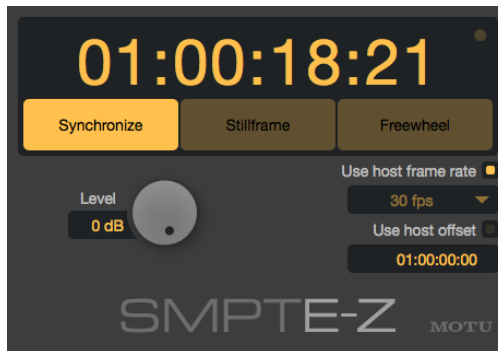 01:00:18:21
Synchronize Stillframe Freewheel
Use host frame rate
Level
30 fps
0 dB
Use host offset
01:00:00:00
SMPTE-Z
MOTU